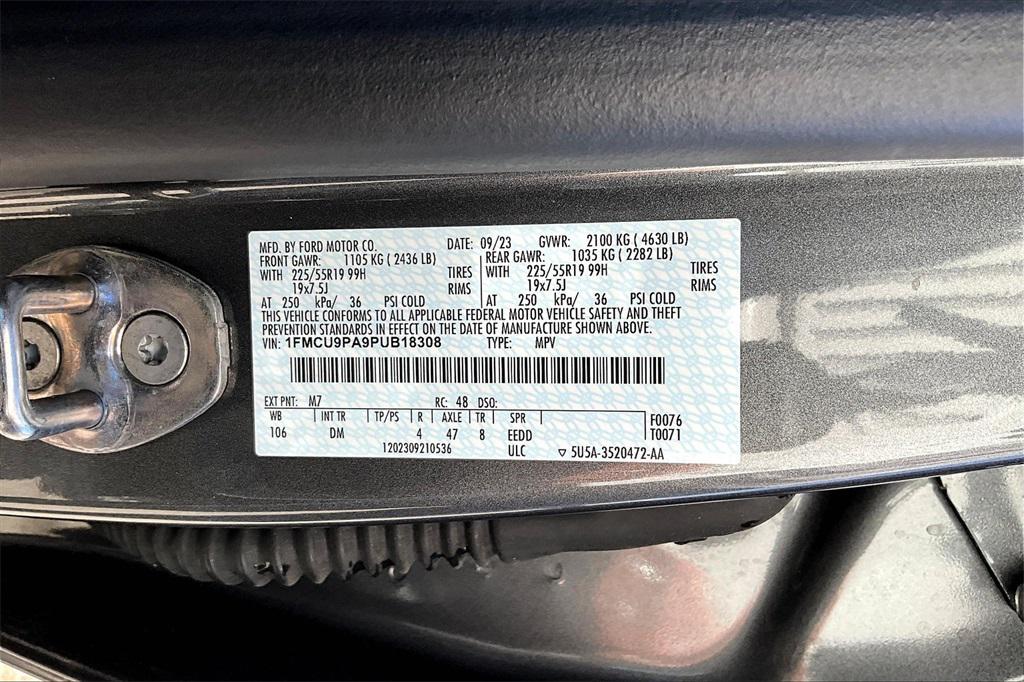 MFD. BY FORD MOTOR CO. DATE: 09/23 GVWR: 2100 KG ( 4630 LB)
FRONT GAWR: 1105 KG ( 2436 LB) REAR GAWR: 1035 KG ( 2282 LB)
WITH 225/55R19 99H TIRES WITH 225/55R19 99H TIRES
19x7.5J RIMS 19x7.5J RIMS
AT 250 kPa/ 36 PSI COLD AT 250 kPa/ 36 PSI COLD
THIS VEHICLE CONFORMS TO ALL APPLICABLE FEDERAL MOTOR VEHICLE SAFETY AND THEFT
PREVENTION STANDARDS IN EFFECT ON THE DATE OF MANUFACTURE SHOWN ABOVE.
VIN: 1FMCU9PA9PUB18308 TYPE: MPV
EXT PNT: M7 RC: 48 DSO:
WB INT TR TP/PS R AXLE TR SPR F0076
106 DM 4 47 8 EEDD T0071
1202309210536 ULC ▽ 5U5A-3520472-AA